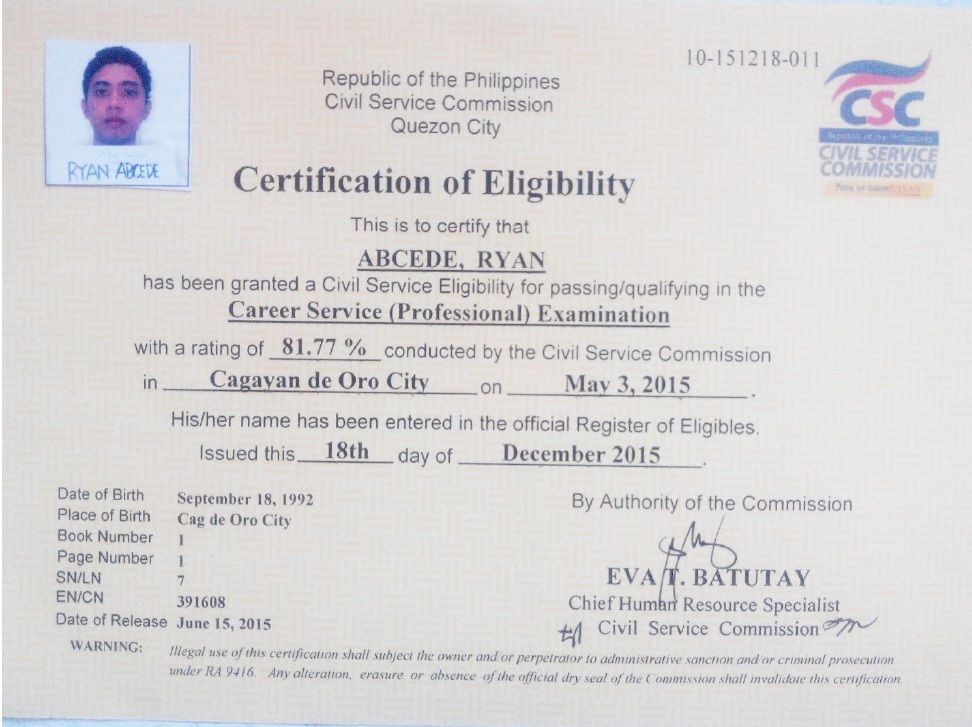 10-151218-011
RYAN ABCEDE
Republic of the Philippines
Civil Service Commission
Quezon City
CSC
Republic of the Philippines
CIVIL SERVICE
COMMISSION
Certification of Eligibility
This is to certify that
ABCEDE, RYAN
has been granted a Civil Service Eligibility for passing/qualifying in the
Career Service (Professional) Examination
with a rating of 81.77 % conducted by the Civil Service Commission
in Cagayan de Oro City on May 3, 2015.
His/her name has been entered in the official Register of Eligibles.
Issued this 18th day of December 2015.
Date of Birth September 18, 1992
Place of Birth Cag de Oro City
Book Number 1
Page Number 1
SN/LN 7
EN/CN 391608
Date of Release June 15, 2015
By Authority of the Commission
EVA T. BATUTAY
Chief Human Resource Specialist
Civil Service Commission
WARNING: Illegal use of this certification shall subject the owner and/or perpetrator to administrative sanction and/or criminal prosecution
under RA 9416. Any alteration, erasure or absence of the official dry seal of the Commission shall invalidate this certification.